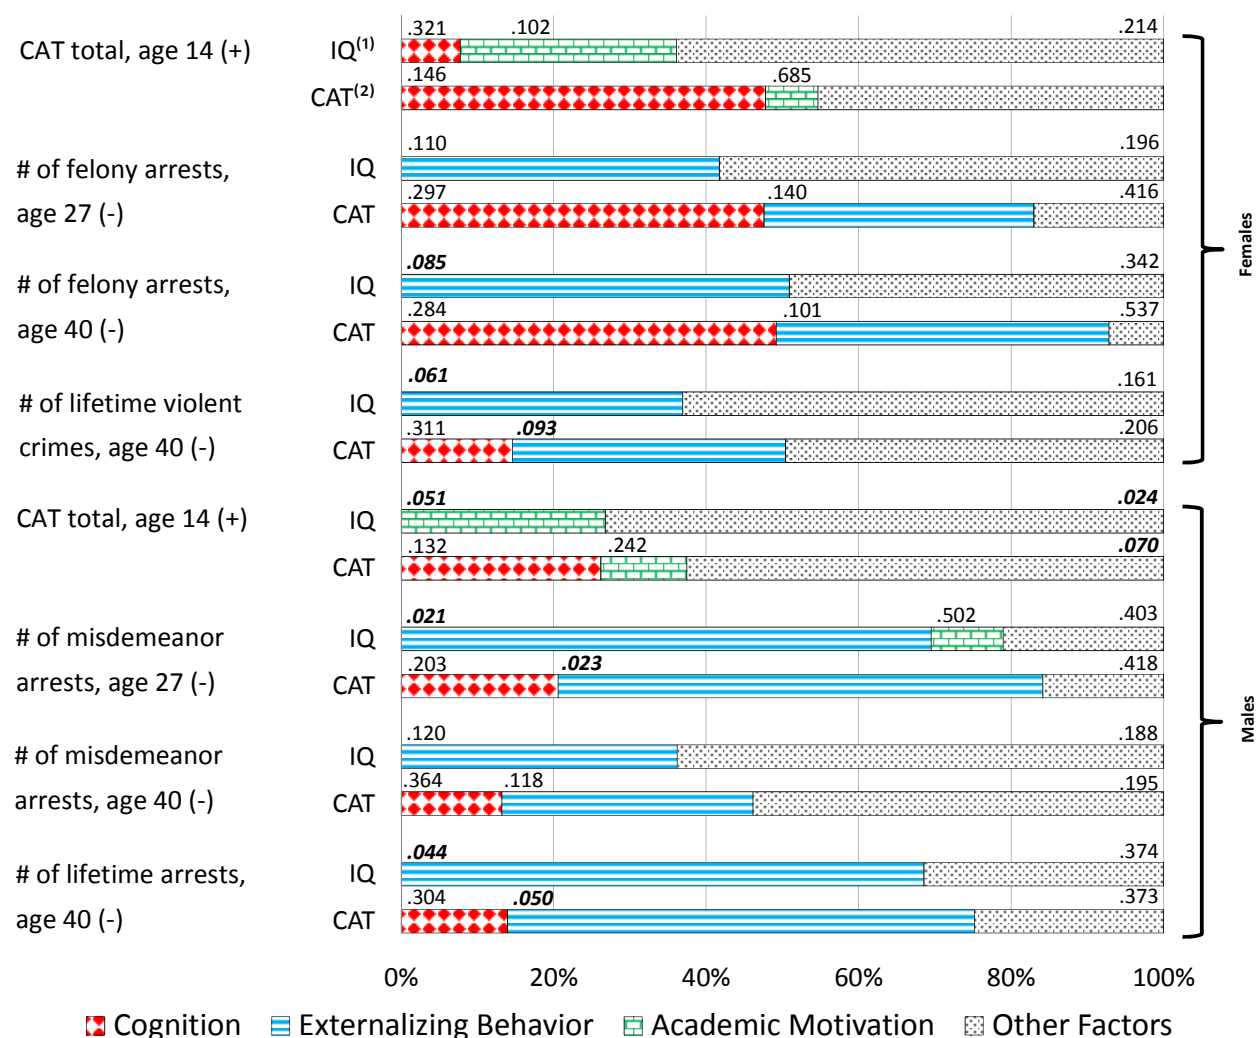 .321 .102 .214
CAT total, age 14 (+) IQ(1)
.146 .685
CAT(2)
.110 .196
# of felony arrests, IQ
.297 .140 .416
age 27 (-) CAT
.085 .342
# of felony arrests, IQ
.284 .101 .537
age 40 (-) CAT
.061 .161
# of lifetime violent IQ
.311 .093 .206
crimes, age 40 (-) CAT
Females
.051 .024
CAT total, age 14 (+) IQ
.132 .242 .070
CAT
.021 .502 .403
# of misdemeanor IQ
.203 .023 .418
arrests, age 27 (-) CAT
.120 .188
# of misdemeanor IQ
.364 .118 .195
arrests, age 40 (-) CAT
.044 .374
# of lifetime arrests, IQ
.304 .050 .373
age 40 (-) CAT
Males
0% 20% 40% 60% 80% 100%
Cognition Externalizing Behavior Academic Motivation Other Factors